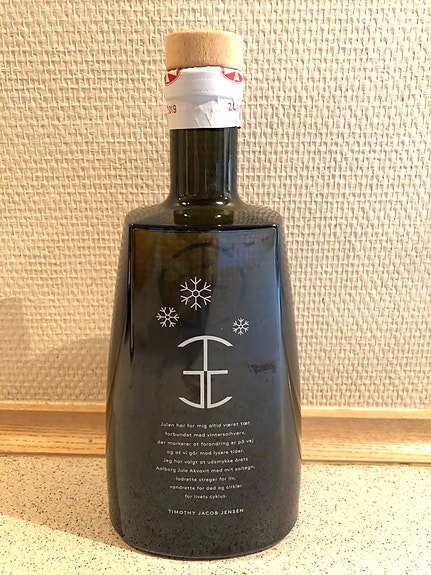 2019
Julen har for mig altid været tæt
forbundet med vintersolhverv,
der markerer at forandring er på vej
og at vi går mod lysere tider.
Jeg har valgt at udsmykke årets
Aalborg Jule Akvavit med mit soltegn,
lodrette streger for liv,
vandrette for død og cirkler
for livets cyklus.
TIMOTHY JACOB JENSEN